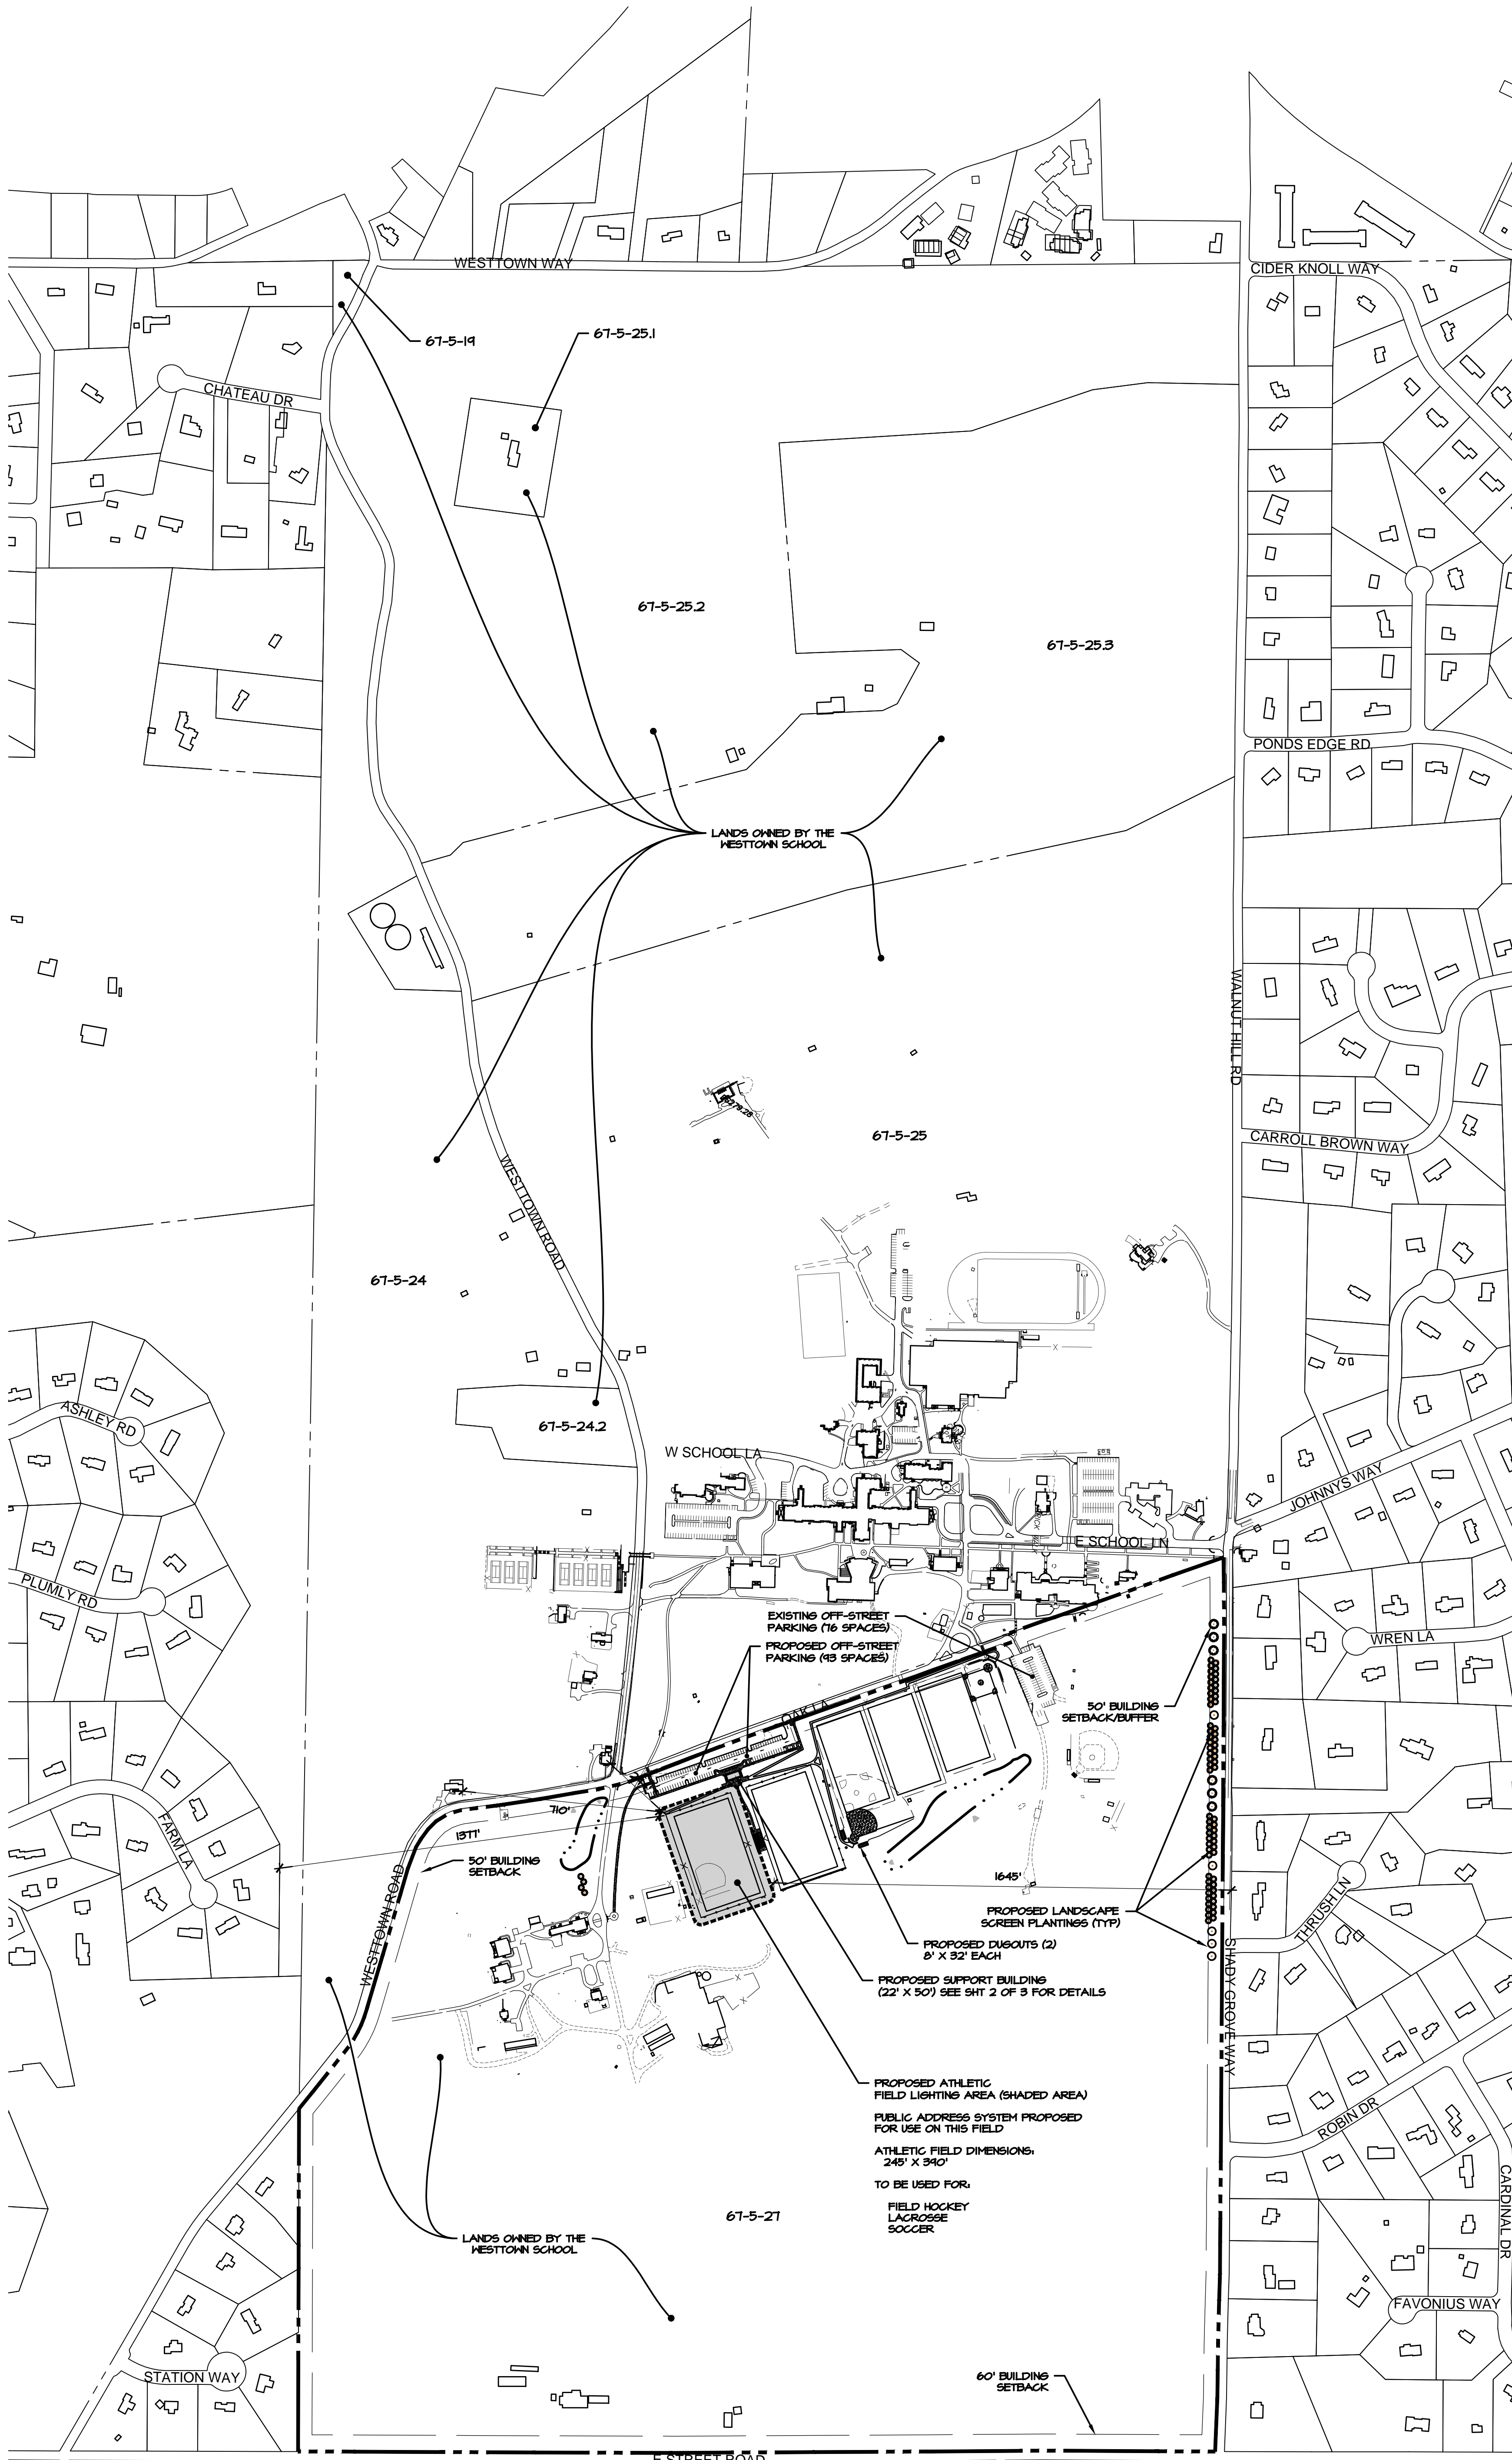 WESTTOWN WAY
CIDER KNOLL WAY
67-5-19
67-5-25.1
CHATEAU DR
67-5-25.2
67-5-25.3
PONDS EDGE RD
LANDS OWNED BY THE
WESTTOWN SCHOOL
WALNUT HILL RD
67-5-25
CARROLL BROWN WAY
WESTTOWN ROAD
67-5-24
ASHLEY RD
67-5-24.2
W SCHOOL LA
JOHNNYS WAY
E SCHOOL LN
PLUMLY RD
EXISTING OFF-STREET
PARKING (76 SPACES)
PROPOSED OFF-STREET
PARKING (93 SPACES)
WREN LA
50' BUILDING
SETBACK/BUFFER
OAK LA
FARM LA
710'
1377'
50' BUILDING
SETBACK
WESTTOWN ROAD
1645'
PROPOSED LANDSCAPE
SCREEN PLANTINGS (TYP)
THRUSH LN
PROPOSED DUGOUTS (2)
8' X 32' EACH
SHADY GROVE WAY
PROPOSED SUPPORT BUILDING
(22' X 50') SEE SHT 2 OF 3 FOR DETAILS
PROPOSED ATHLETIC
FIELD LIGHTING AREA (SHADED AREA)
PUBLIC ADDRESS SYSTEM PROPOSED
FOR USE ON THIS FIELD
ATHLETIC FIELD DIMENSIONS:
245' X 390'
TO BE USED FOR:
FIELD HOCKEY
LACROSSE
SOCCER
ROBIN DR
CARDINAL DR
67-5-27
LANDS OWNED BY THE
WESTTOWN SCHOOL
FAVONIUS WAY
STATION WAY
60' BUILDING
SETBACK
E STREET ROAD